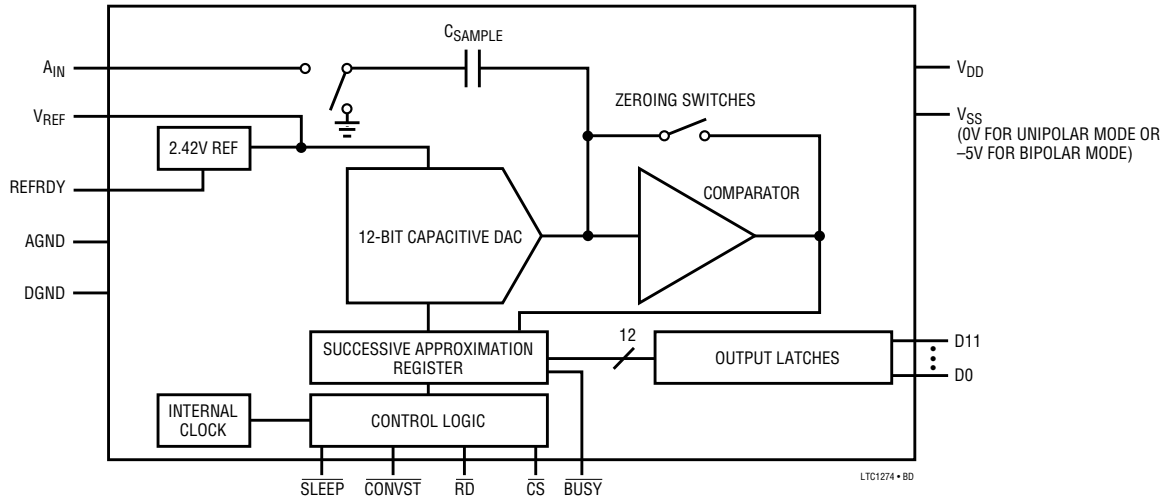 C_SAMPLE
A_IN
V_DD
V_REF
ZEROING SWITCHES
V_SS
(0V FOR UNIPOLAR MODE OR
–5V FOR BIPOLAR MODE)
2.42V REF
REFRDY
COMPARATOR
AGND
12-BIT CAPACITIVE DAC
DGND
12
D11
SUCCESSIVE APPROXIMATION
REGISTER
OUTPUT LATCHES
D0
INTERNAL
CLOCK
CONTROL LOGIC
LTC1274 • BD
SLEEP CONVST RD CS BUSY